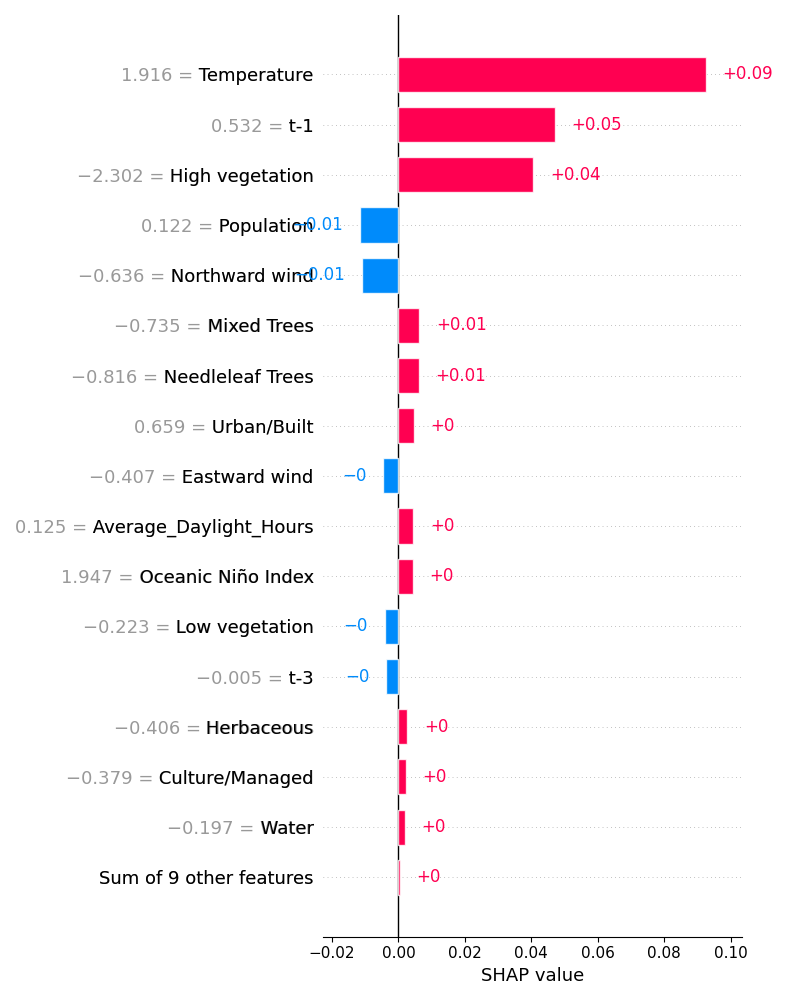 1.916 = Temperature +0.09
0.532 = t-1 +0.05
−2.302 = High vegetation +0.04
0.122 = Population −0.01
−0.636 = Northward wind −0.01
−0.735 = Mixed Trees +0.01
−0.816 = Needleleaf Trees +0.01
0.659 = Urban/Built +0
−0.407 = Eastward wind −0
0.125 = Average_Daylight_Hours +0
1.947 = Oceanic Niño Index +0
−0.223 = Low vegetation −0
−0.005 = t-3 −0
−0.406 = Herbaceous +0
−0.379 = Culture/Managed +0
−0.197 = Water +0
Sum of 9 other features +0
−0.02 0.00 0.02 0.04 0.06 0.08 0.10
SHAP value